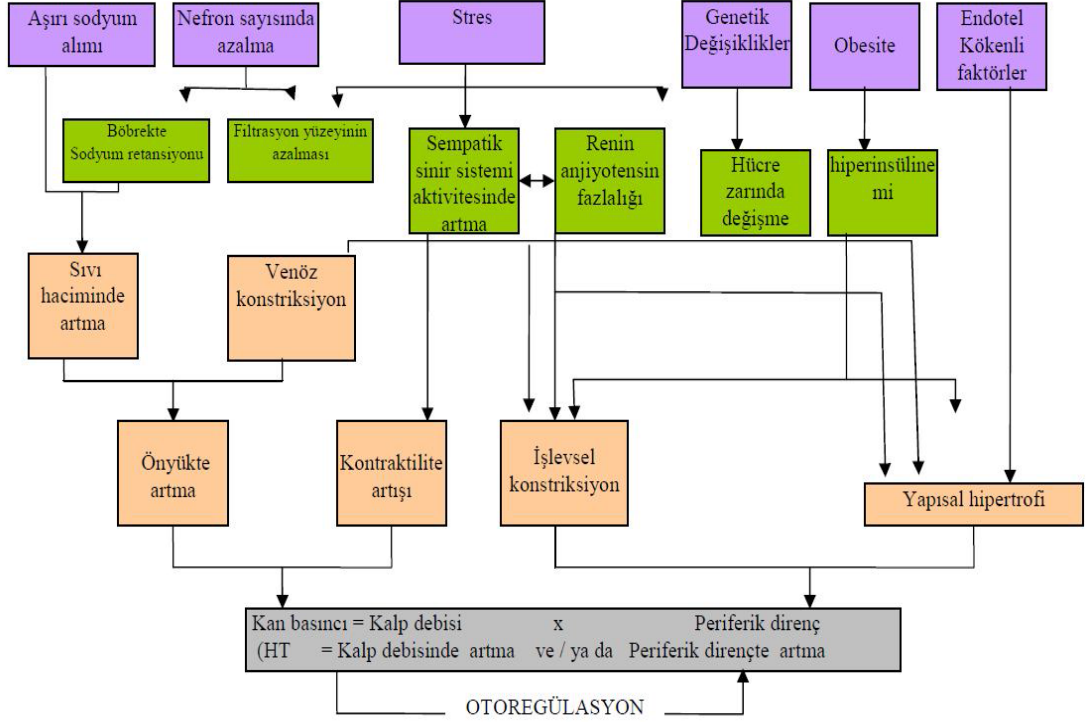 Aşırı sodyum
alımı
Nefron sayısında
azalma
Stres
Genetik
Değişiklikler
Obesite
Endotel
Kökenli
faktörler
Böbrekte
Sodyum retansiyonu
Filtrasyon yüzeyinin
azalması
Sempatik
sinir sistemi
aktivitesinde
artma
Renin
anjiyotensin
fazlalığı
Hücre
zarında
değişme
hiperinsüline
mi
Sıvı
haciminde
artma
Venöz
konstriksiyon
Önyükte
artma
Kontraktilite
artışı
İşlevsel
konstriksiyon
Yapısal hipertrofi
Kan basıncı = Kalp debisi x Periferik direnç
(HT = Kalp debisinde artma ve / ya da Periferik dirençte artma
OTOREGÜLASYON